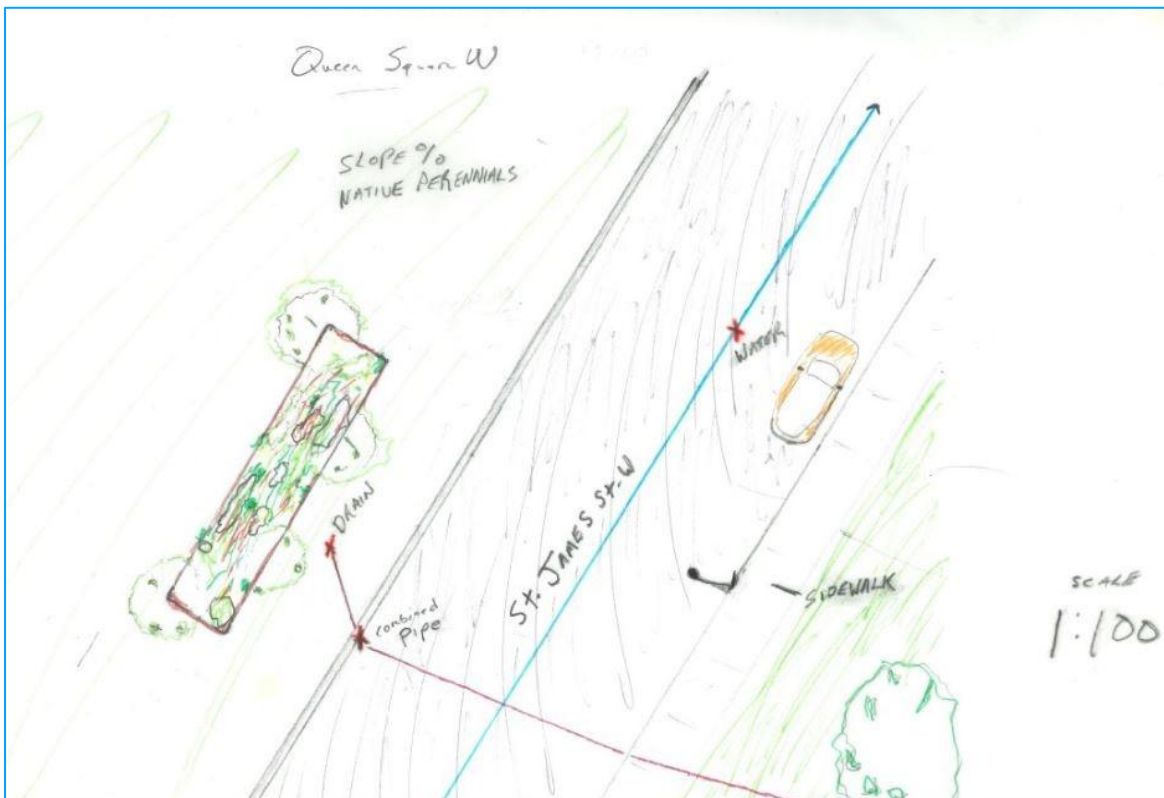 Queen Square W
SLOPE %
NATIVE PERENNIALS
WATER
DRAIN
St. JAMES St. W
SIDEWALK
combined
PIPE
SCALE
1:100